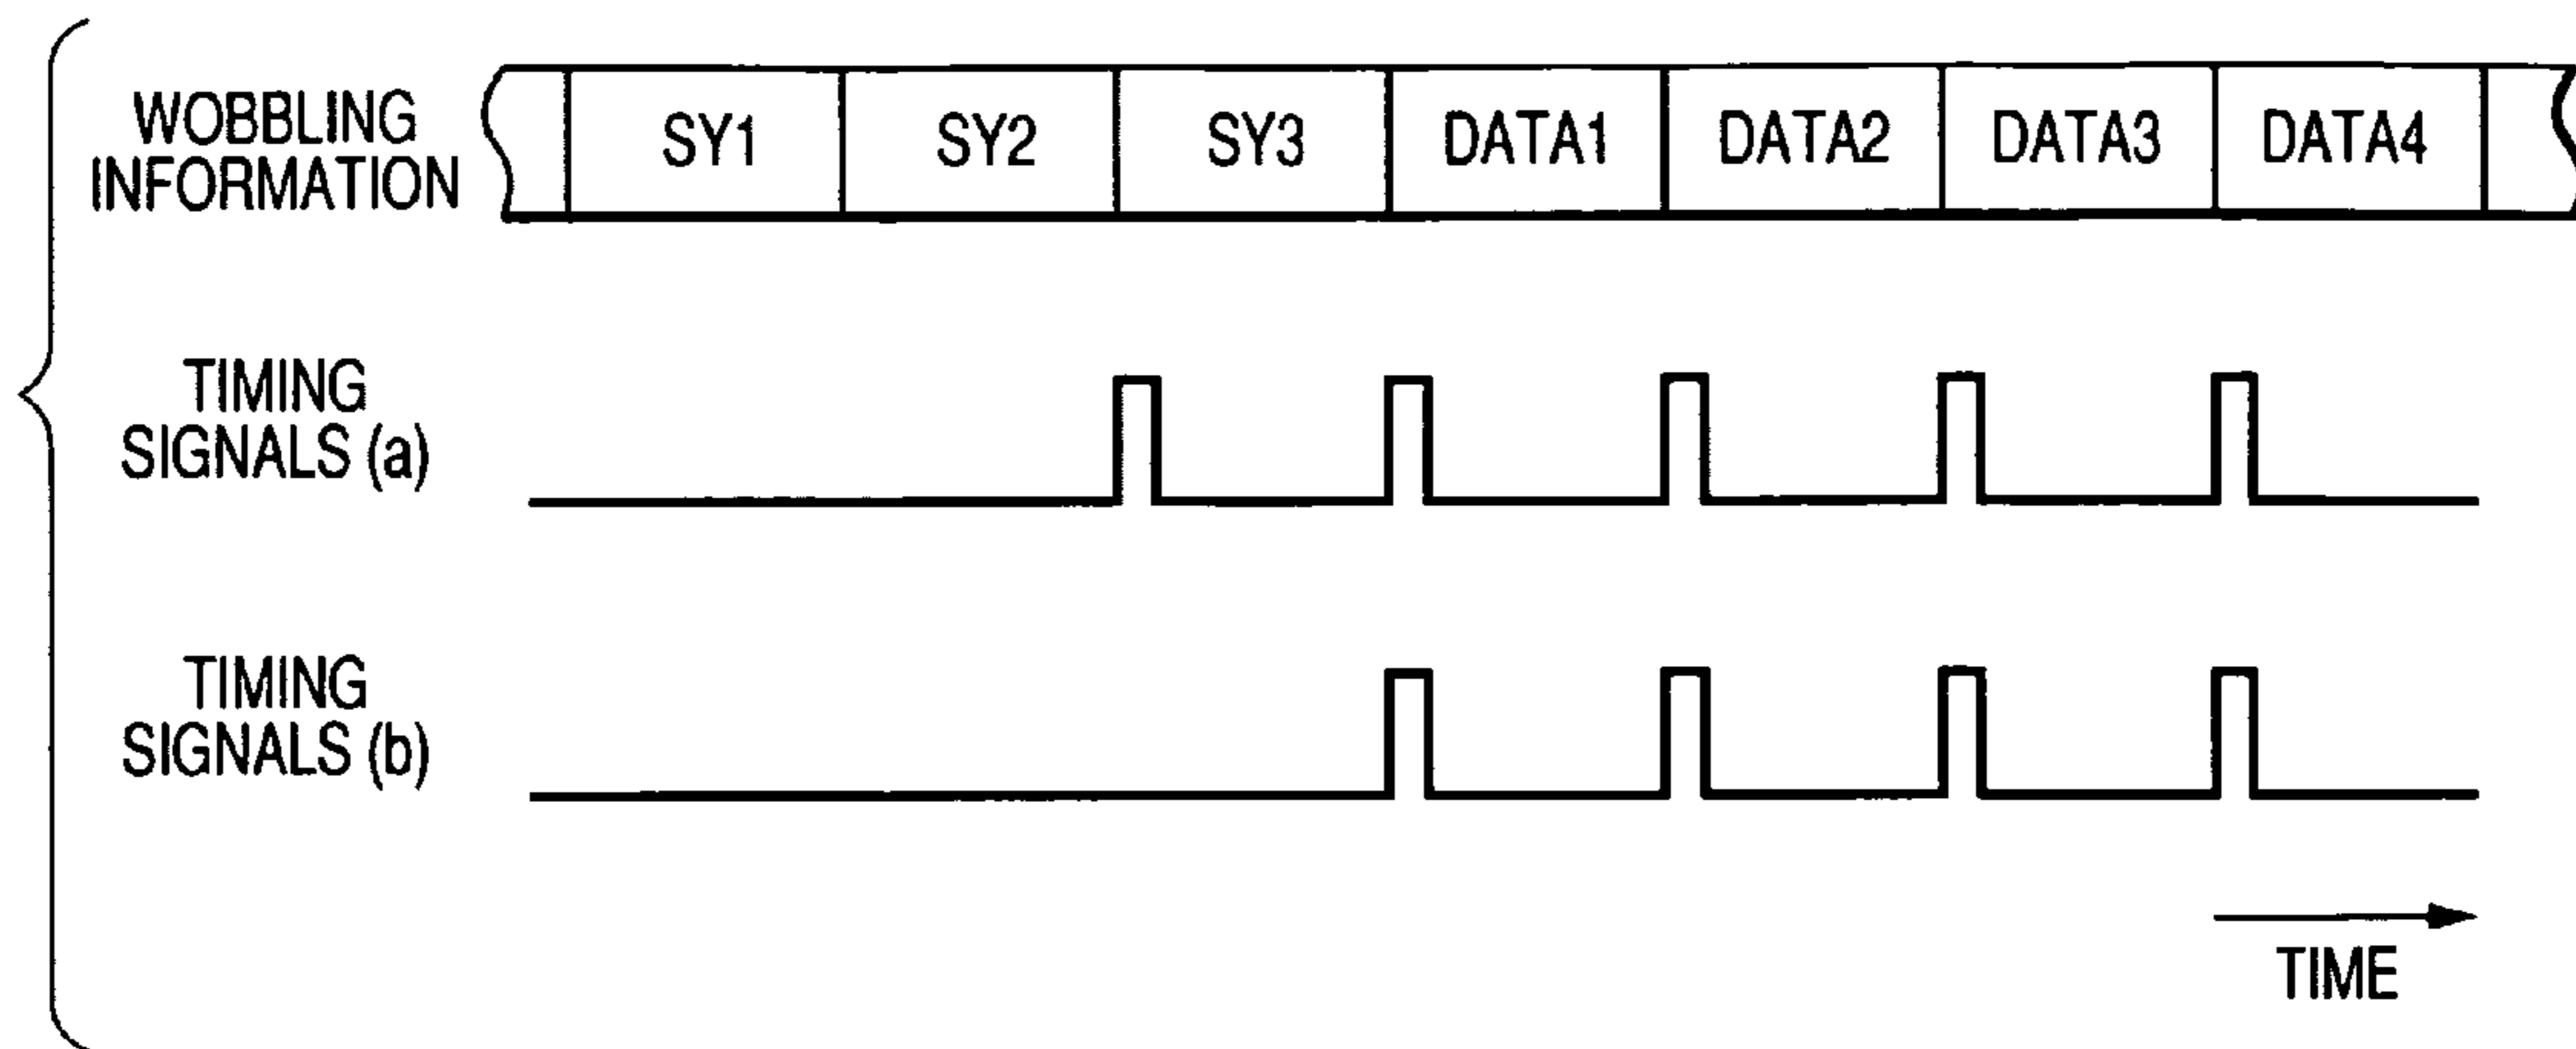 WOBBLING
INFORMATION
SY1 SY2 SY3 DATA1 DATA2 DATA3 DATA4
TIMING
SIGNALS (a)
TIMING
SIGNALS (b)
TIME